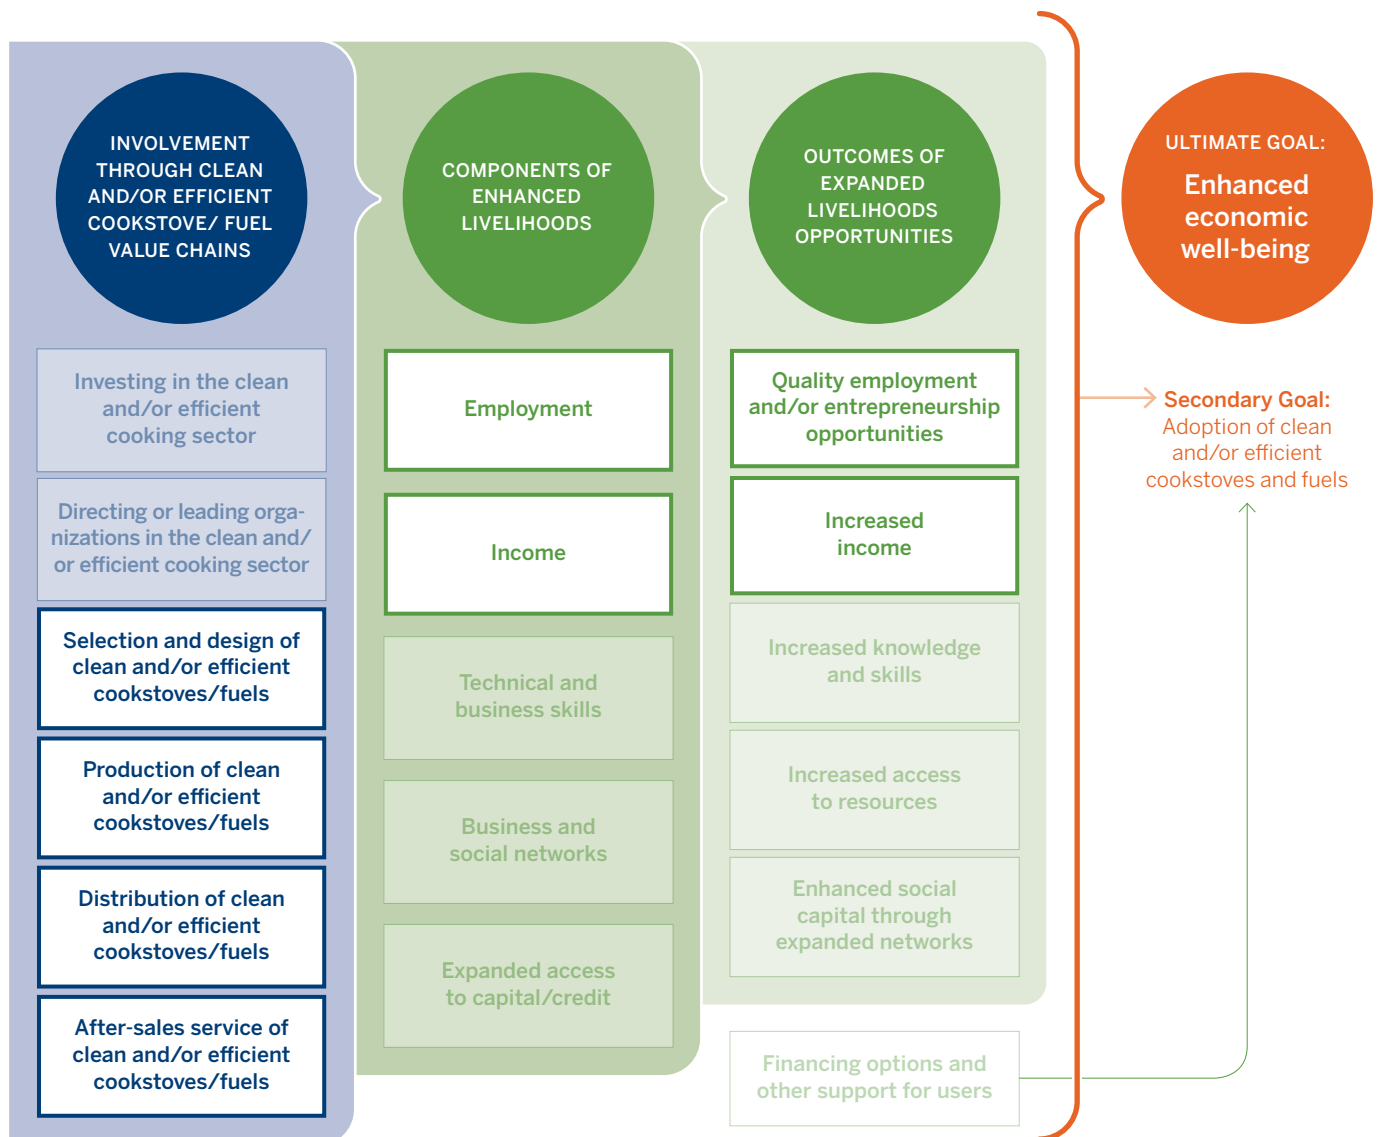 INVOLVEMENT
THROUGH CLEAN
AND/OR EFFICIENT
COOKSTOVE/ FUEL
VALUE CHAINS
Investing in the clean
and/or efficient
cooking sector
Directing or leading orga-
nizations in the clean and/
or efficient cooking sector
Selection and design of
clean and/or efficient
cookstoves/fuels
Production of clean
and/or efficient
cookstoves/fuels
Distribution of clean
and/or efficient
cookstoves/fuels
After-sales service of
clean and/or efficient
cookstoves/fuels
COMPONENTS OF
ENHANCED
LIVELIHOODS
Employment
Income
Technical and
business skills
Business and
social networks
Expanded access
to capital/credit
OUTCOMES OF
EXPANDED
LIVELIHOODS
OPPORTUNITIES
Quality employment
and/or entrepreneurship
opportunities
Increased
income
Increased knowledge
and skills
Increased access
to resources
Enhanced social
capital through
expanded networks
Financing options and
other support for users
ULTIMATE GOAL:
Enhanced
economic
well-being
Secondary Goal:
Adoption of clean
and/or efficient
cookstoves and fuels